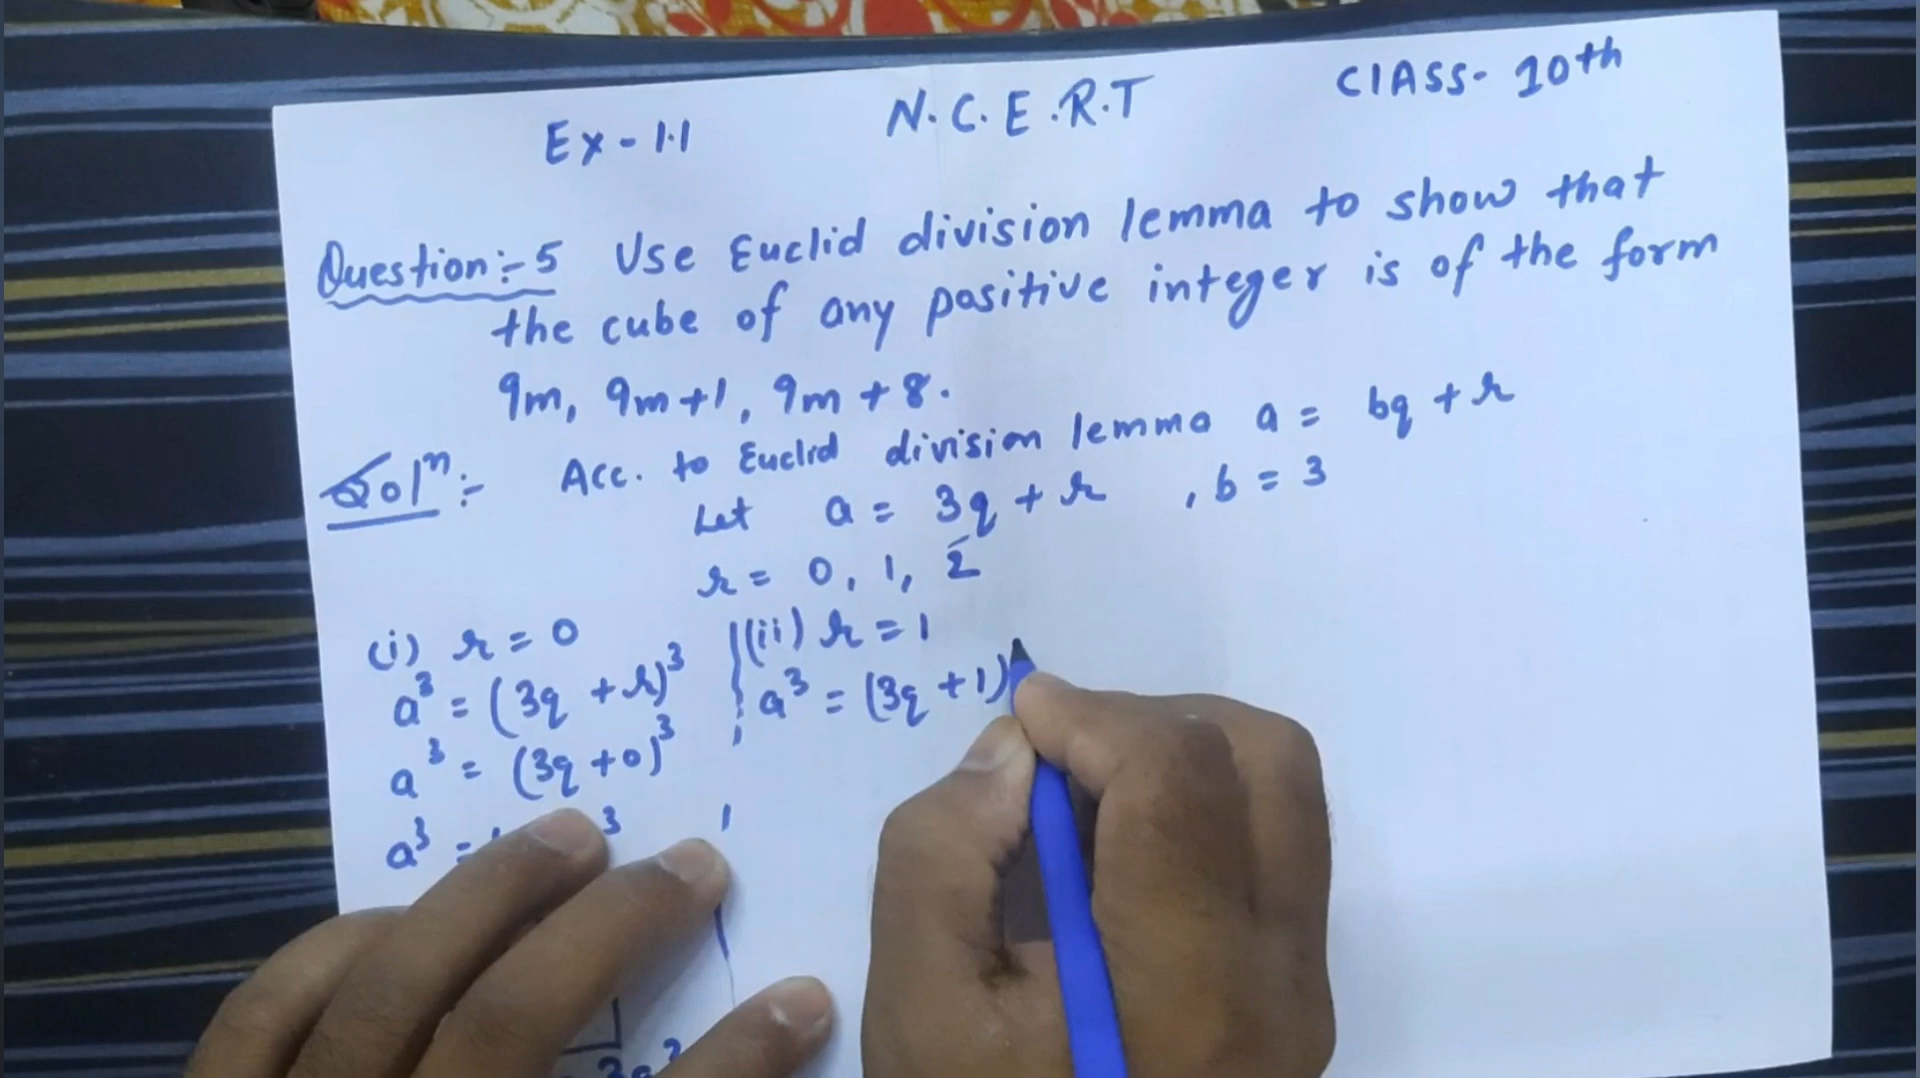 Ex - 1.1 N.C.E.R.T CLASS- 10th
Question:- 5 Use Euclid division lemma to show that
the cube of any positive integer is of the form
9m, 9m+1, 9m + 8.
Solⁿ:- Acc. to Euclid division lemma a = bq + r
Let a = 3q + r , b = 3
r = 0, 1, 2
(i) r = 0
a³ = (3q + r)³
a³ = (3q + 0)³
a³ =
(ii) r = 1
a³ = (3q + 1)